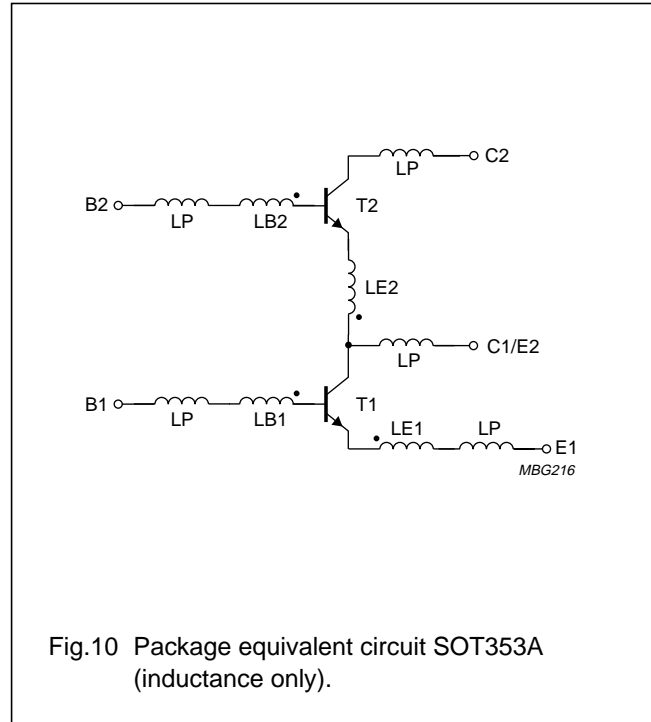 C2
LP
B2
T2
LP
LB2
LE2
C1/E2
LP
B1
T1
LP
LB1
LE1
LP
E1
MBG216
Fig.10 Package equivalent circuit SOT353A
(inductance only).